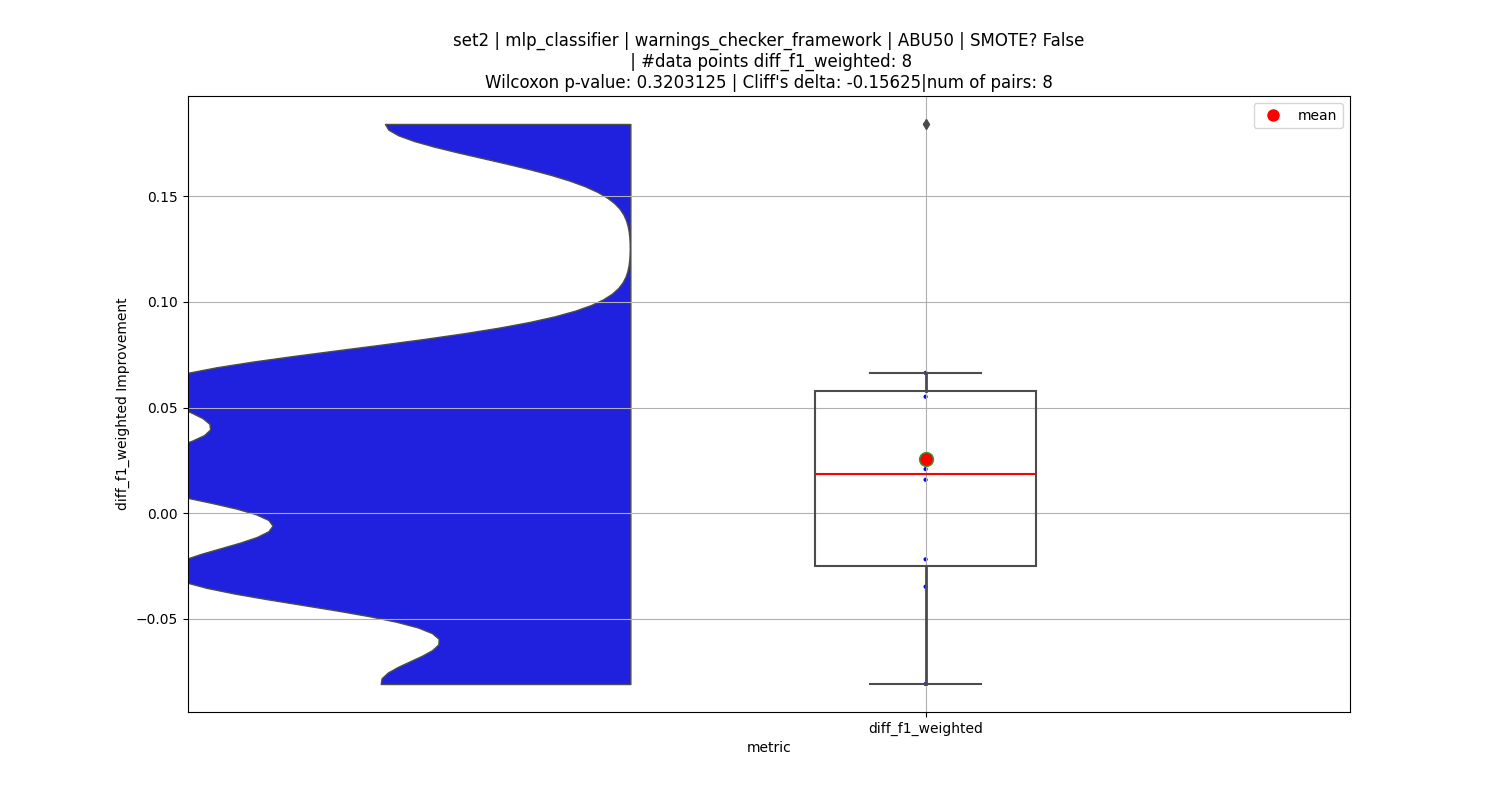 set2 | mlp_classifier | warnings_checker_framework | ABU50 | SMOTE? False
| #data points diff_f1_weighted: 8
Wilcoxon p-value: 0.3203125 | Cliff's delta: -0.15625|num of pairs: 8
mean
0.15
0.10
0.05
0.00
−0.05
diff_f1_weighted Improvement
diff_f1_weighted
metric